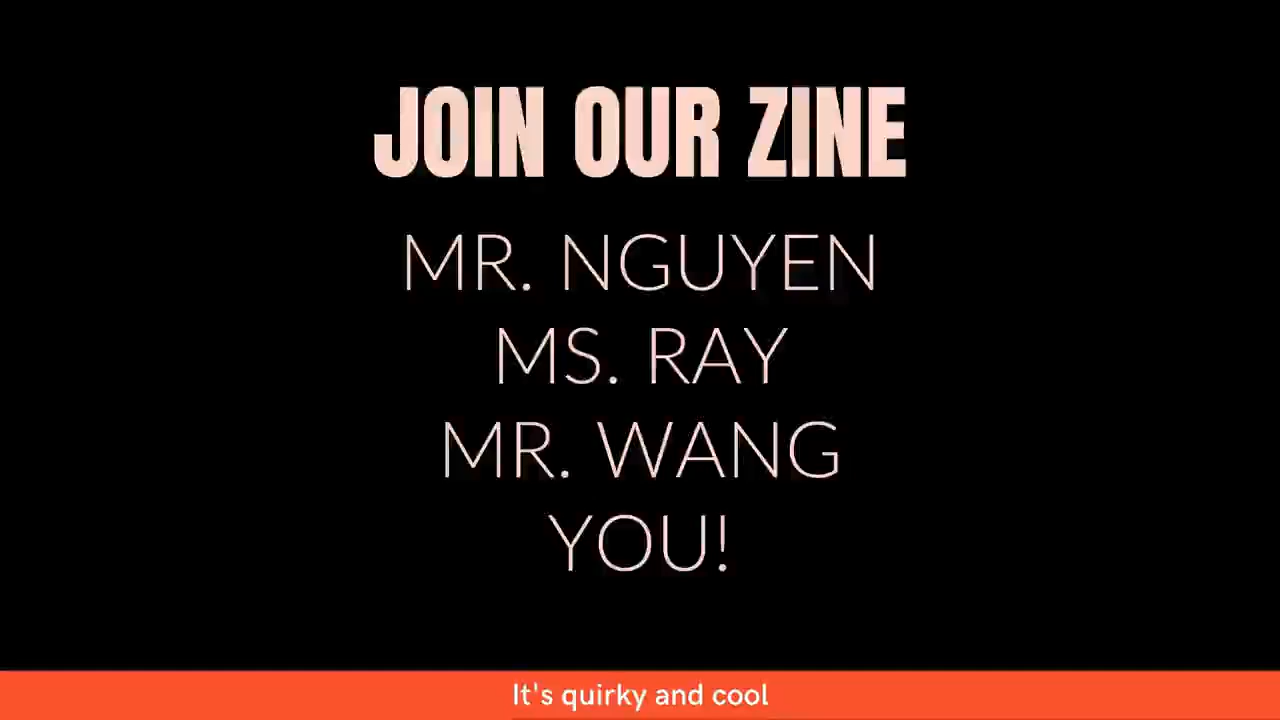 JOIN OUR ZINE
MR. NGUYEN
MS. RAY
MR. WANG
YOU!
It's quirky and cool